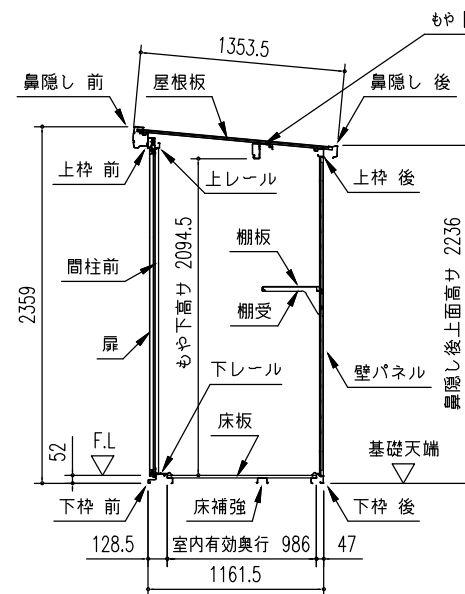 1353.5
もや
鼻隠し 前
屋根板
鼻隠し 後
上枠 前
上レール
上枠 後
間柱前
もや下高サ 2094.5
棚板
棚受
2359
鼻隠し後上面高サ 2236
扉
下レール
壁パネル
床板
F.L
基礎天端
52
下枠 前
床補強
下枠 後
128.5
室内有効奥行 986
47
1161.5